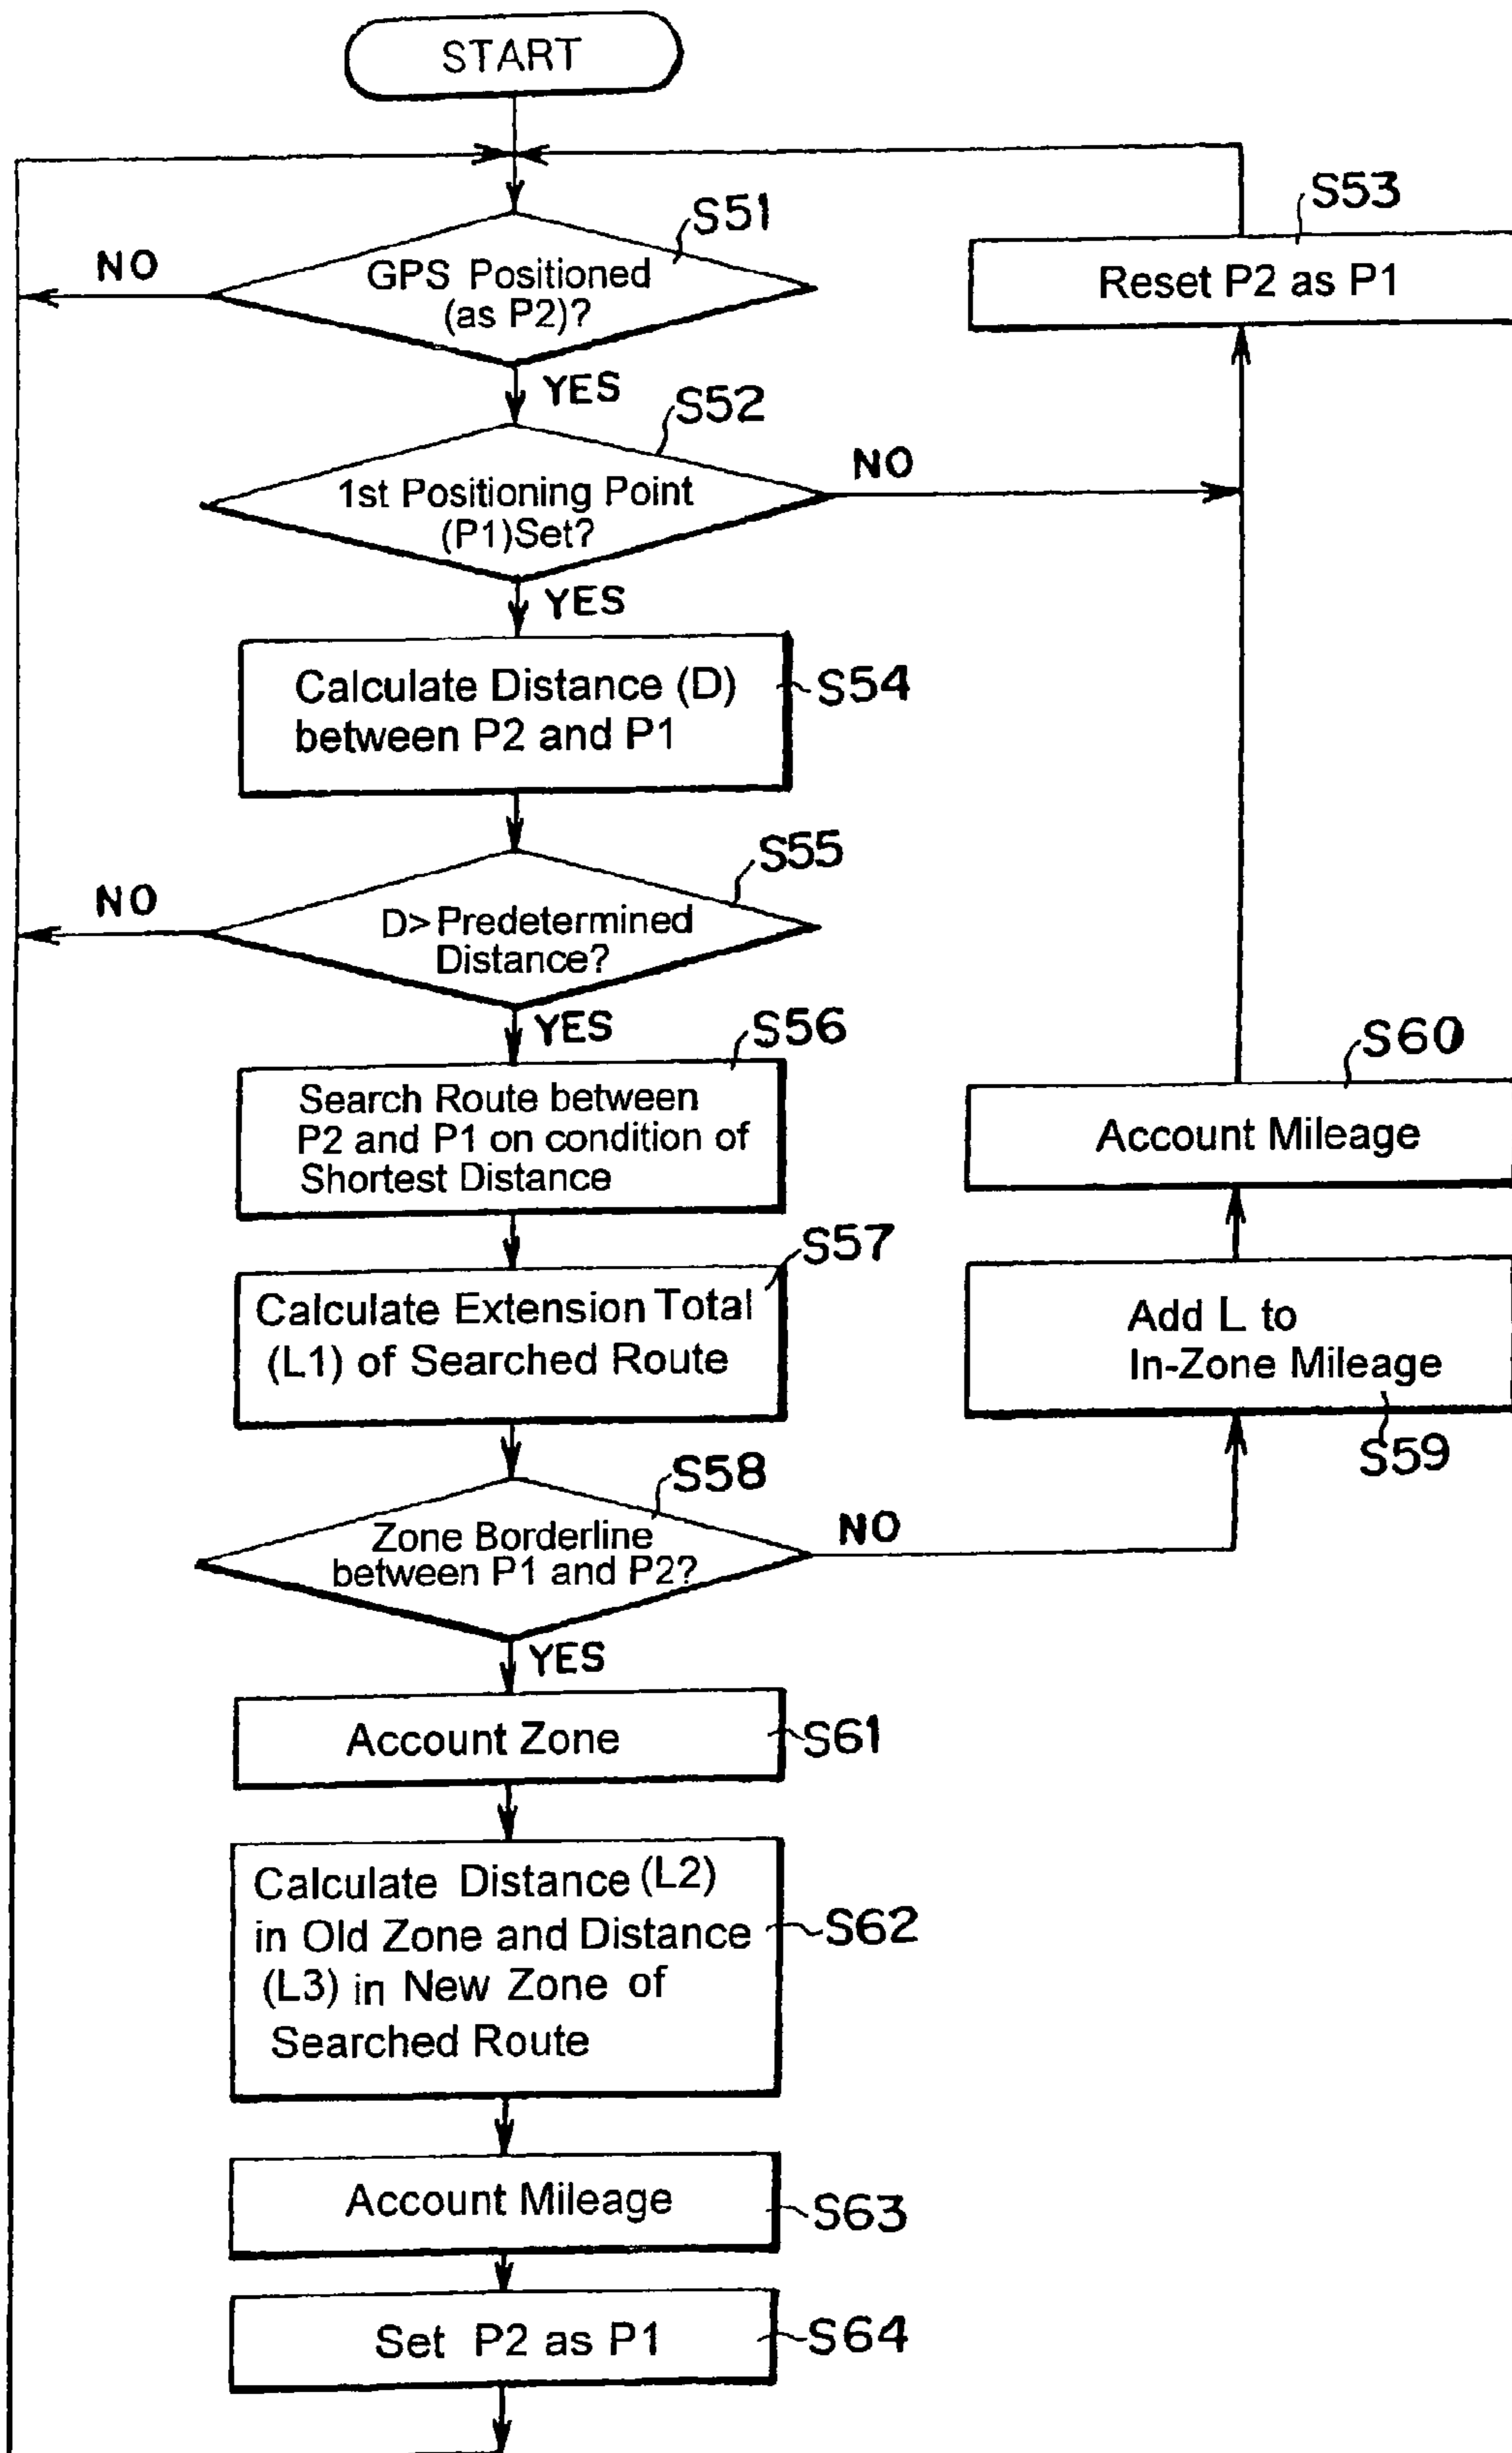 START
S51
GPS Positioned
(as P2)?
NO
YES
S53
Reset P2 as P1
S52
1st Positioning Point
(P1)Set?
NO
YES
Calculate Distance (D)
between P2 and P1
S54
S55
D>Predetermined
Distance?
NO
YES
S56
Search Route between
P2 and P1 on condition of
Shortest Distance
S60
Account Mileage
S57
Calculate Extension Total
(L1) of Searched Route
Add L to
In-Zone Mileage
S59
S58
Zone Borderline
between P1 and P2?
NO
YES
Account Zone
S61
Calculate Distance (L2)
in Old Zone and Distance
(L3) in New Zone of
Searched Route
S62
Account Mileage
S63
Set P2 as P1
S64